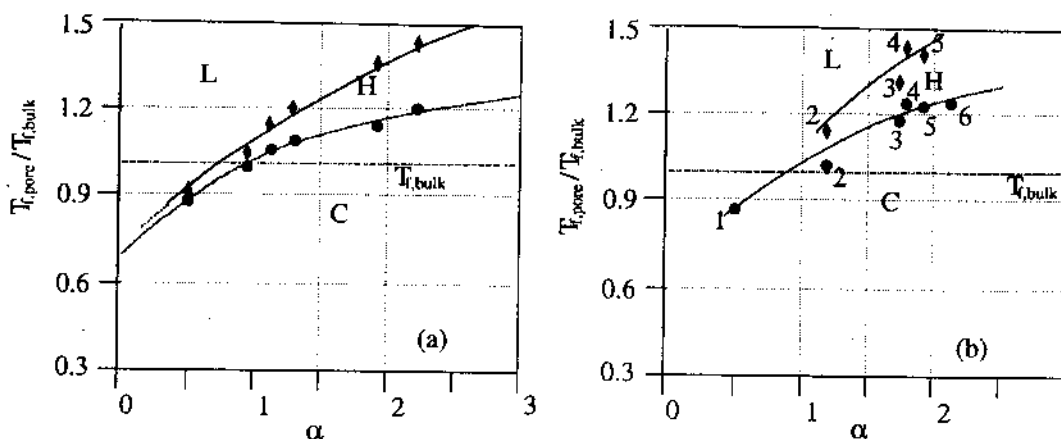 1.5
1.2
0.9
0.6
0.3
T_f,pore / T_f,bulk
L
H
T_f,bulk
C
(a)
0 1 2 3
α
1.5
1.2
0.9
0.6
0.3
T_f,pore / T_f,bulk
4 5
L
3 H
4
2
3 5 6
T_f,bulk
2
C
1
(b)
0 1 2
α